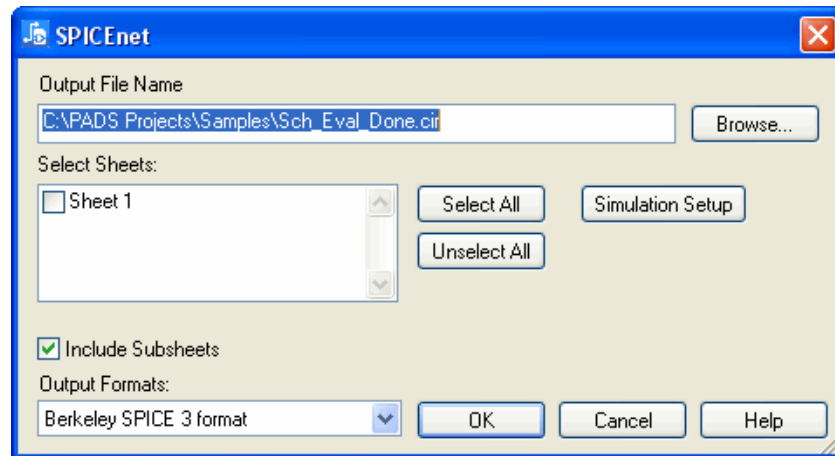 SPICEnet
Output File Name
C:\PADS Projects\Samples\Sch_Eval_Done.cir
Browse...
Select Sheets:
Sheet 1
Select All
Simulation Setup
Unselect All
Include Subsheets
Output Formats:
Berkeley SPICE 3 format
OK
Cancel
Help